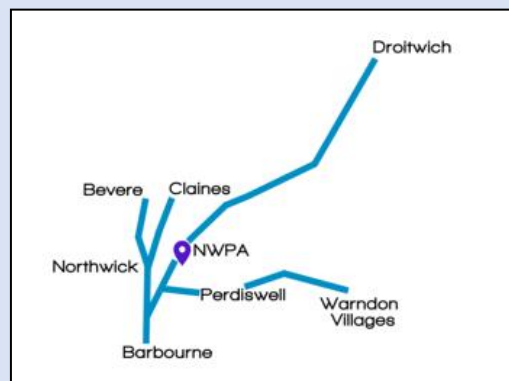 Droitwich
Bevere
Claines
NWPA
Northwick
Perdiswell
Warndon
Villages
Barbourne